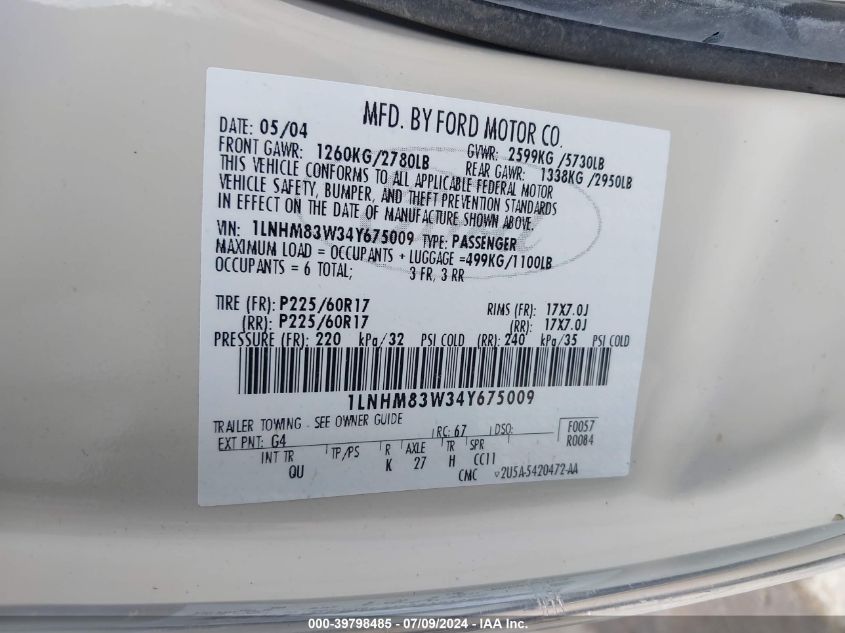 MFD. BY FORD MOTOR CO.
DATE: 05/04 GVWR: 2599KG /5730LB
FRONT GAWR: 1260KG/2780LB REAR GAWR: 1338KG /2950LB
THIS VEHICLE CONFORMS TO ALL APPLICABLE FEDERAL MOTOR
VEHICLE SAFETY, BUMPER, AND THEFT PREVENTION STANDARDS
IN EFFECT ON THE DATE OF MANUFACTURE SHOWN ABOVE.
VIN: 1LNHM83W34Y675009 TYPE: PASSENGER
MAXIMUM LOAD = OCCUPANTS + LUGGAGE =499KG/1100LB
OCCUPANTS = 6 TOTAL; 3 FR, 3 RR
TIRE (FR): P225/60R17 RIMS (FR): 17X7.0J
(RR): P225/60R17 (RR): 17X7.0J
PRESSURE (FR): 220 kPa/32 PSI COLD (RR): 240 kPa/35 PSI COLD
1LNHM83W34Y675009
TRAILER TOWING - SEE OWNER GUIDE
EXT PNT: G4 RC: 67 DSO: F0057
R0084
INT TR TP/PS R AXLE TR SPR
QU K 27 H CC11
CMC 2U5A-5420472-AA
000-39798485 - 07/09/2024 - IAA Inc.